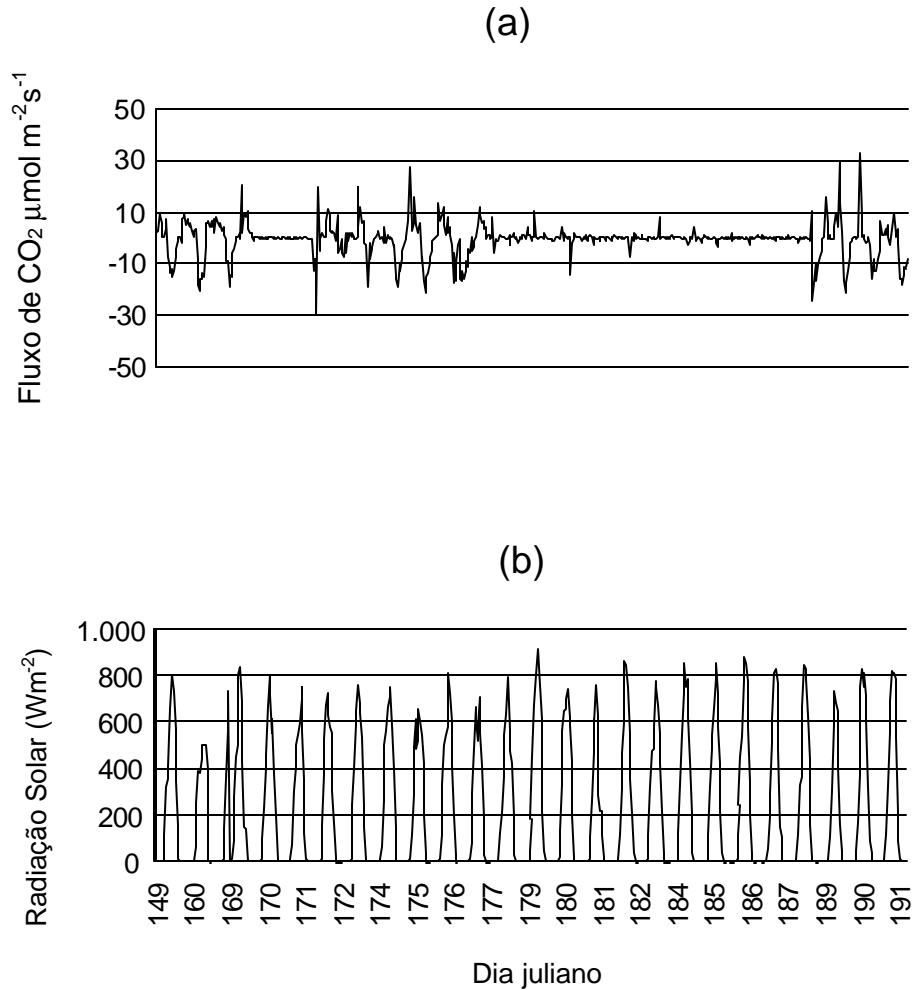 (a)
Fluxo de CO₂ μmol m⁻²s⁻¹
50
30
10
-10
-30
-50
(b)
Radiação Solar (Wm⁻²)
1.000
800
600
400
200
0
149 160 169 170 171 172 174 175 176 177 179 180 181 182 184 185 186 187 189 190 191
Dia juliano